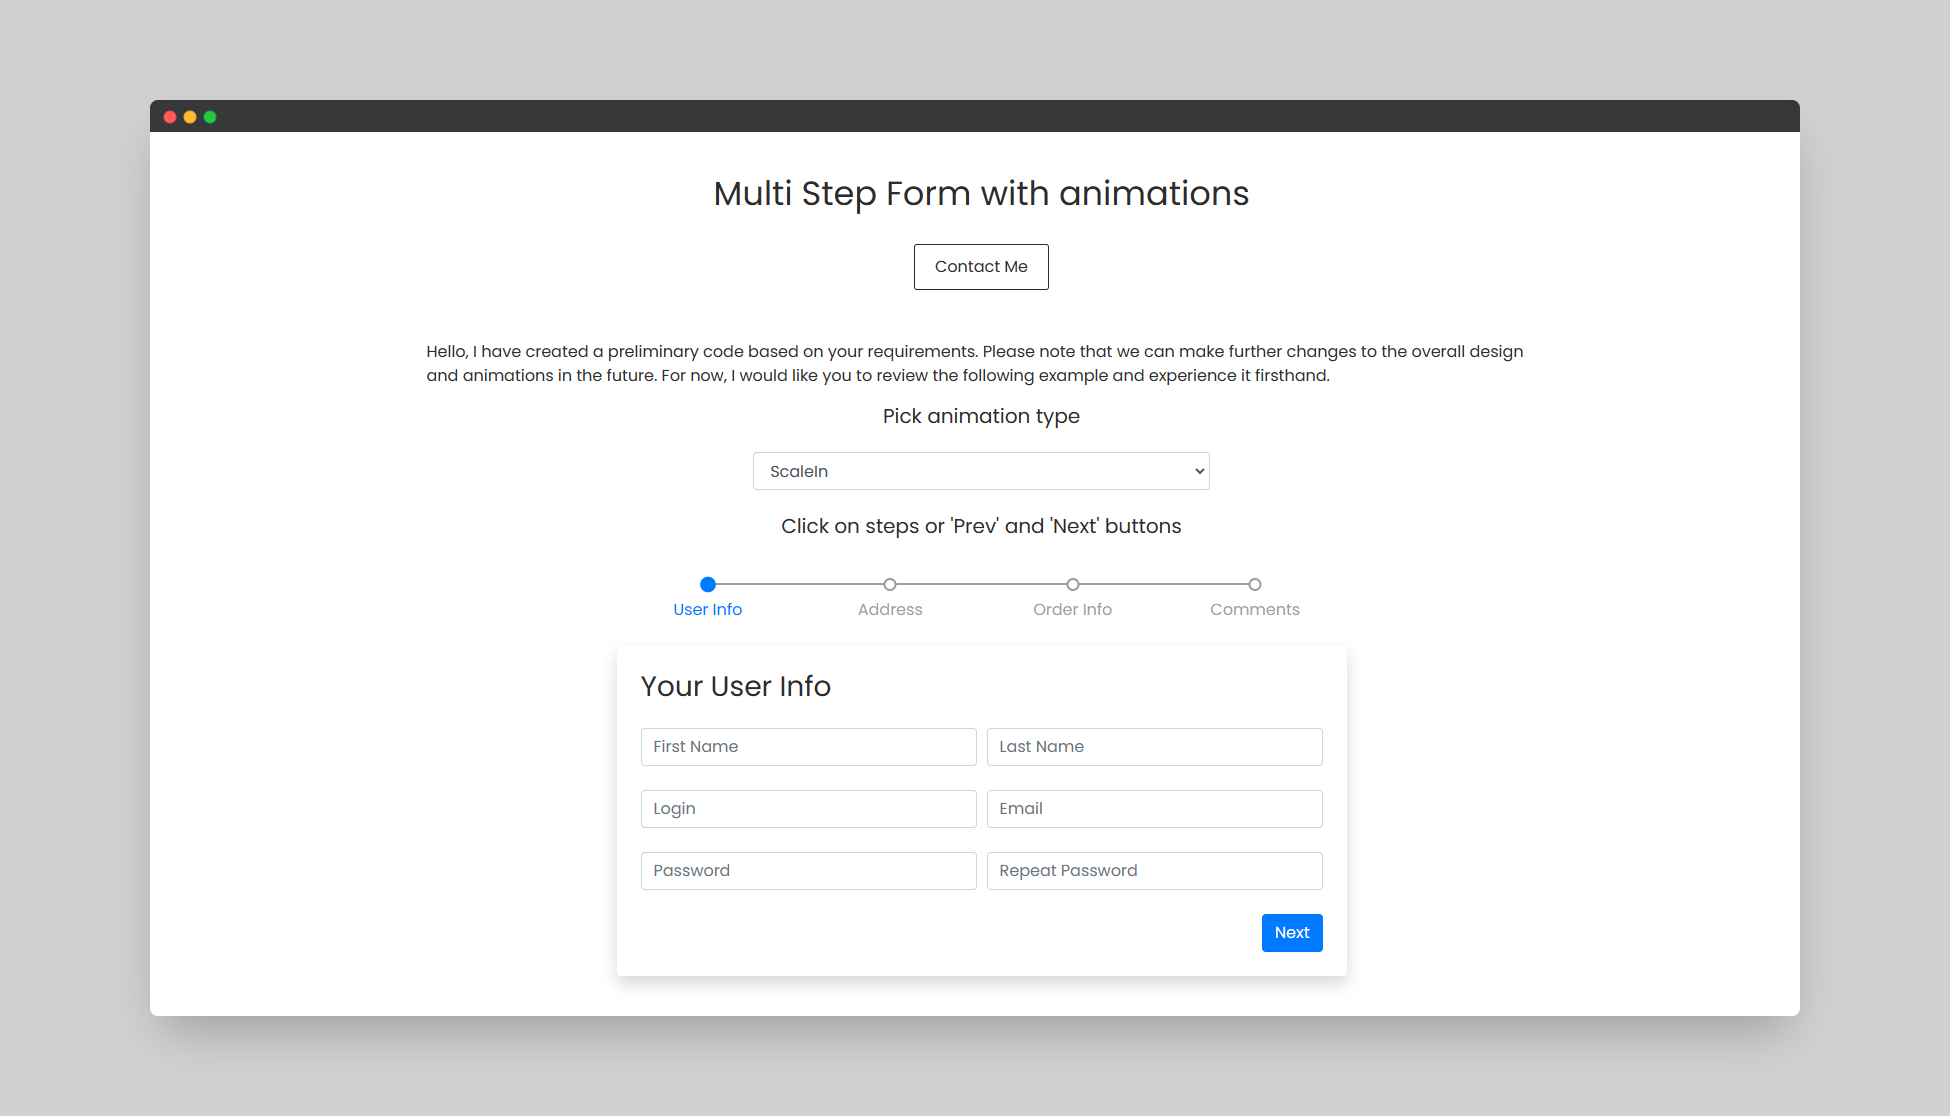 Multi Step Form with animations
Contact Me
Hello, I have created a preliminary code based on your requirements. Please note that we can make further changes to the overall design
and animations in the future. For now, I would like you to review the following example and experience it firsthand.
Pick animation type
ScaleIn
Click on steps or 'Prev' and 'Next' buttons
User Info Address Order Info Comments
Your User Info
First Name Last Name
Login Email
Password Repeat Password
Next